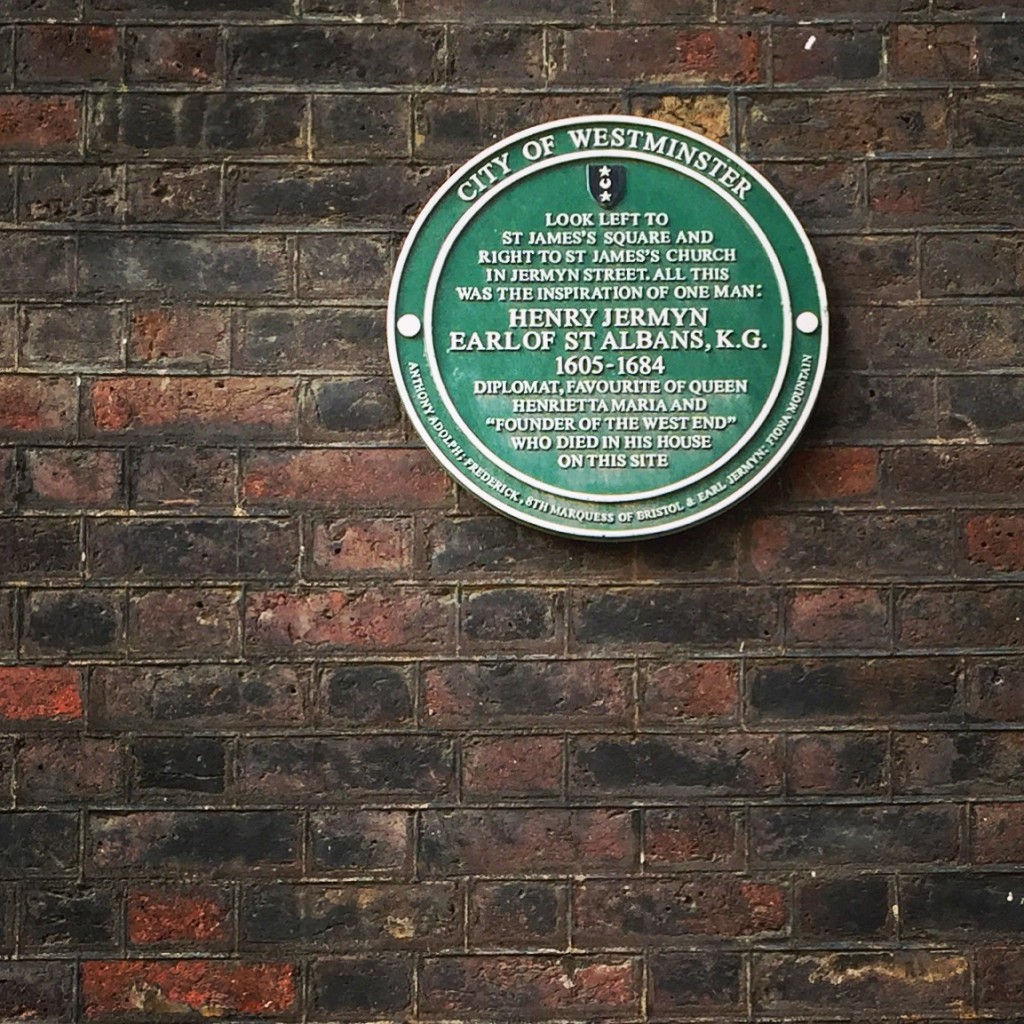 CITY OF WESTMINSTER
LOOK LEFT TO
ST JAMES'S SQUARE AND
RIGHT TO ST JAMES'S CHURCH
IN JERMYN STREET. ALL THIS
WAS THE INSPIRATION OF ONE MAN:
HENRY JERMYN
EARL OF ST ALBANS, K.G.
1605-1684
DIPLOMAT, FAVOURITE OF QUEEN
HENRIETTA MARIA AND
"FOUNDER OF THE WEST END"
WHO DIED IN HIS HOUSE
ON THIS SITE
ANTHONY ADOLPH; FREDERICK, 8TH MARQUESS OF BRISTOL & EARL JERMYN; FIONA MOUNTAIN